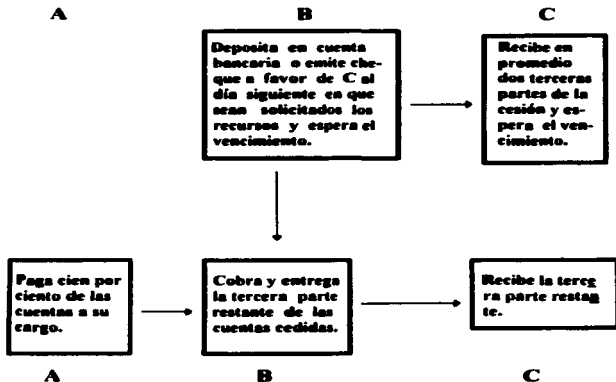 A B C
Deposita en cuenta
bancaria o emite che-
que a favor de C al
día siguiente en que
sean solicitados los
recursos y espera el
vencimiento.
Recibe en
promedio
dos terceras
partes de la
cesión y es-
pera el ven-
cimiento.
Paga cien por
ciento de las
cuentas a su
cargo.
Cobra y entrega
la tercera parte
restante de las
cuentas cedidas.
Recibe la terce
ra parte restan
te.
A B C